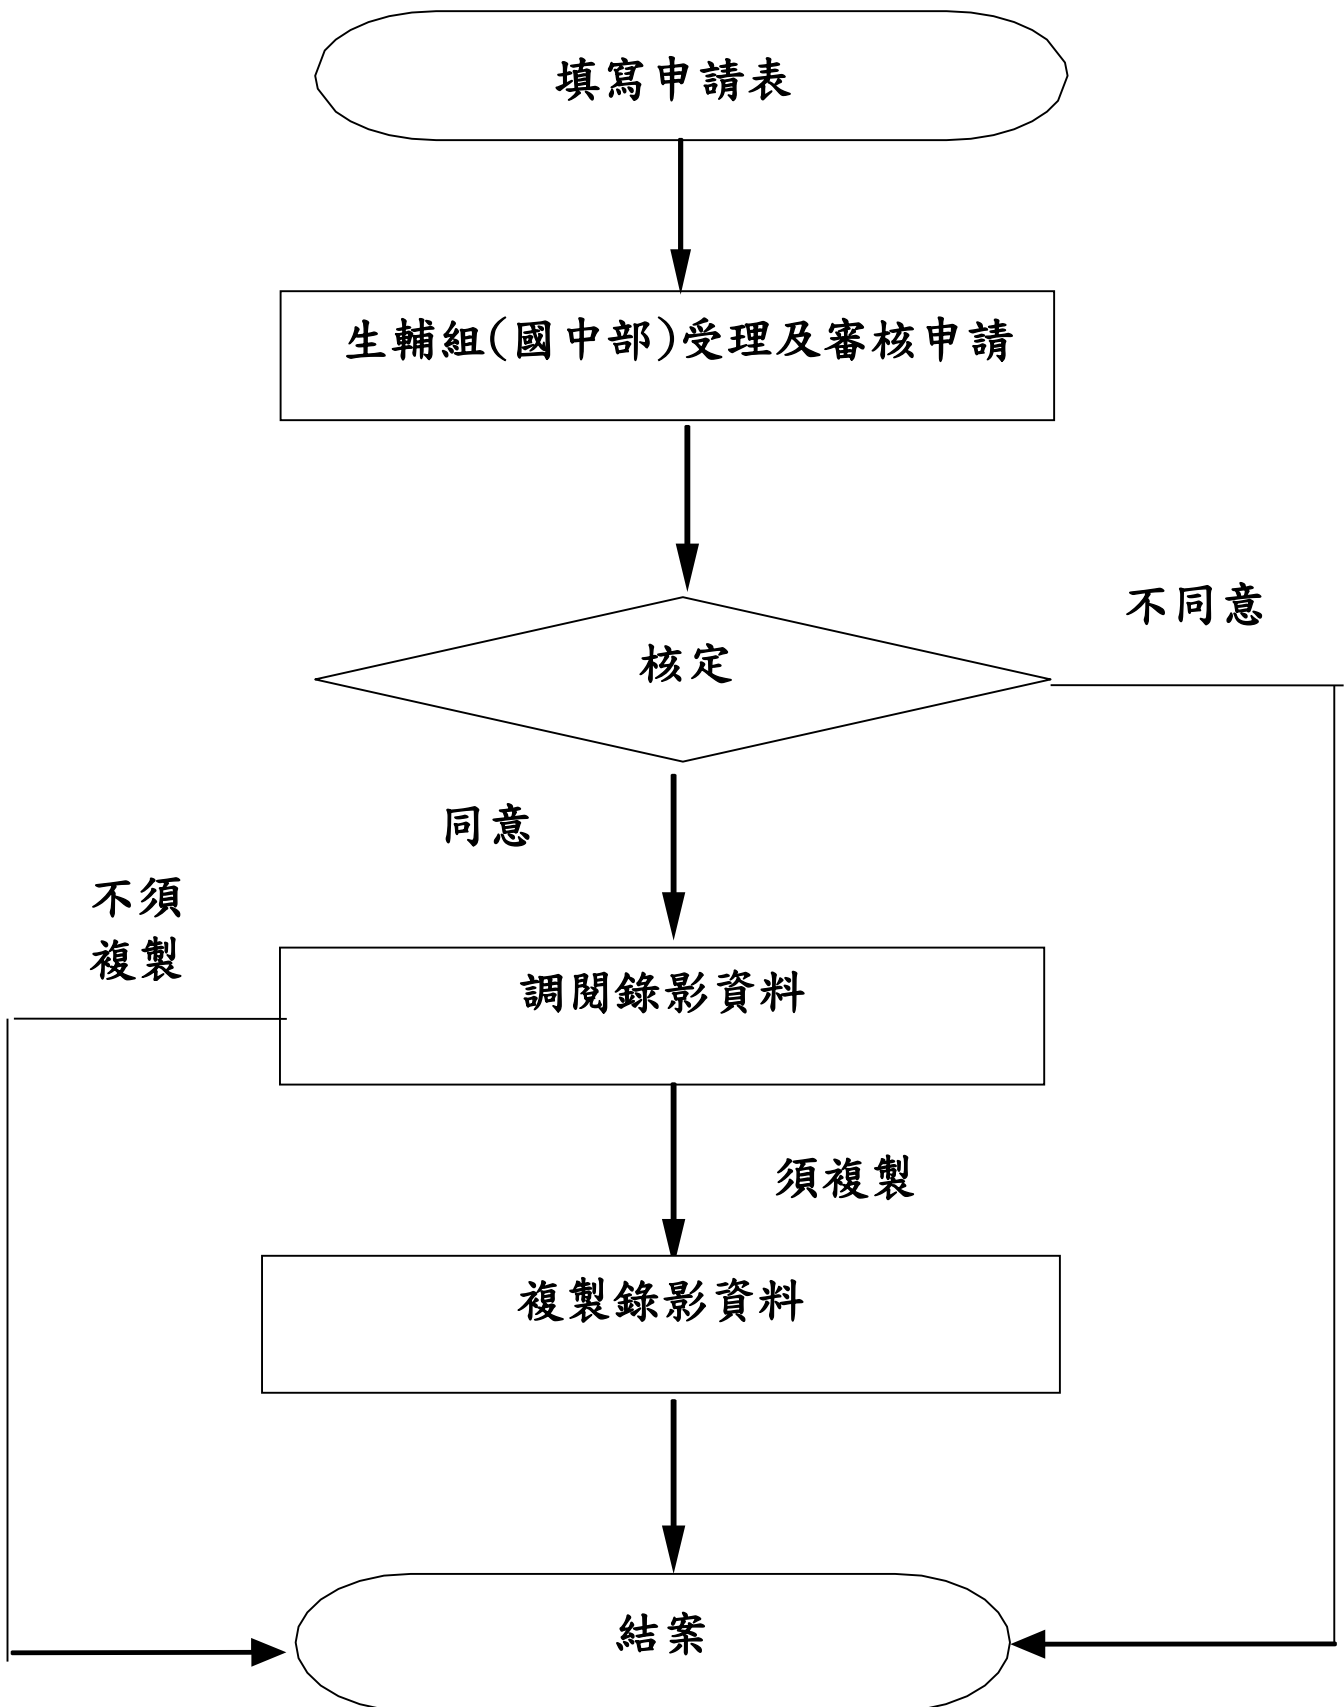 填寫申請表
生輔組(國中部)受理及審核申請
不同意
核定
同意
不須
複製
調閱錄影資料
須複製
複製錄影資料
結案